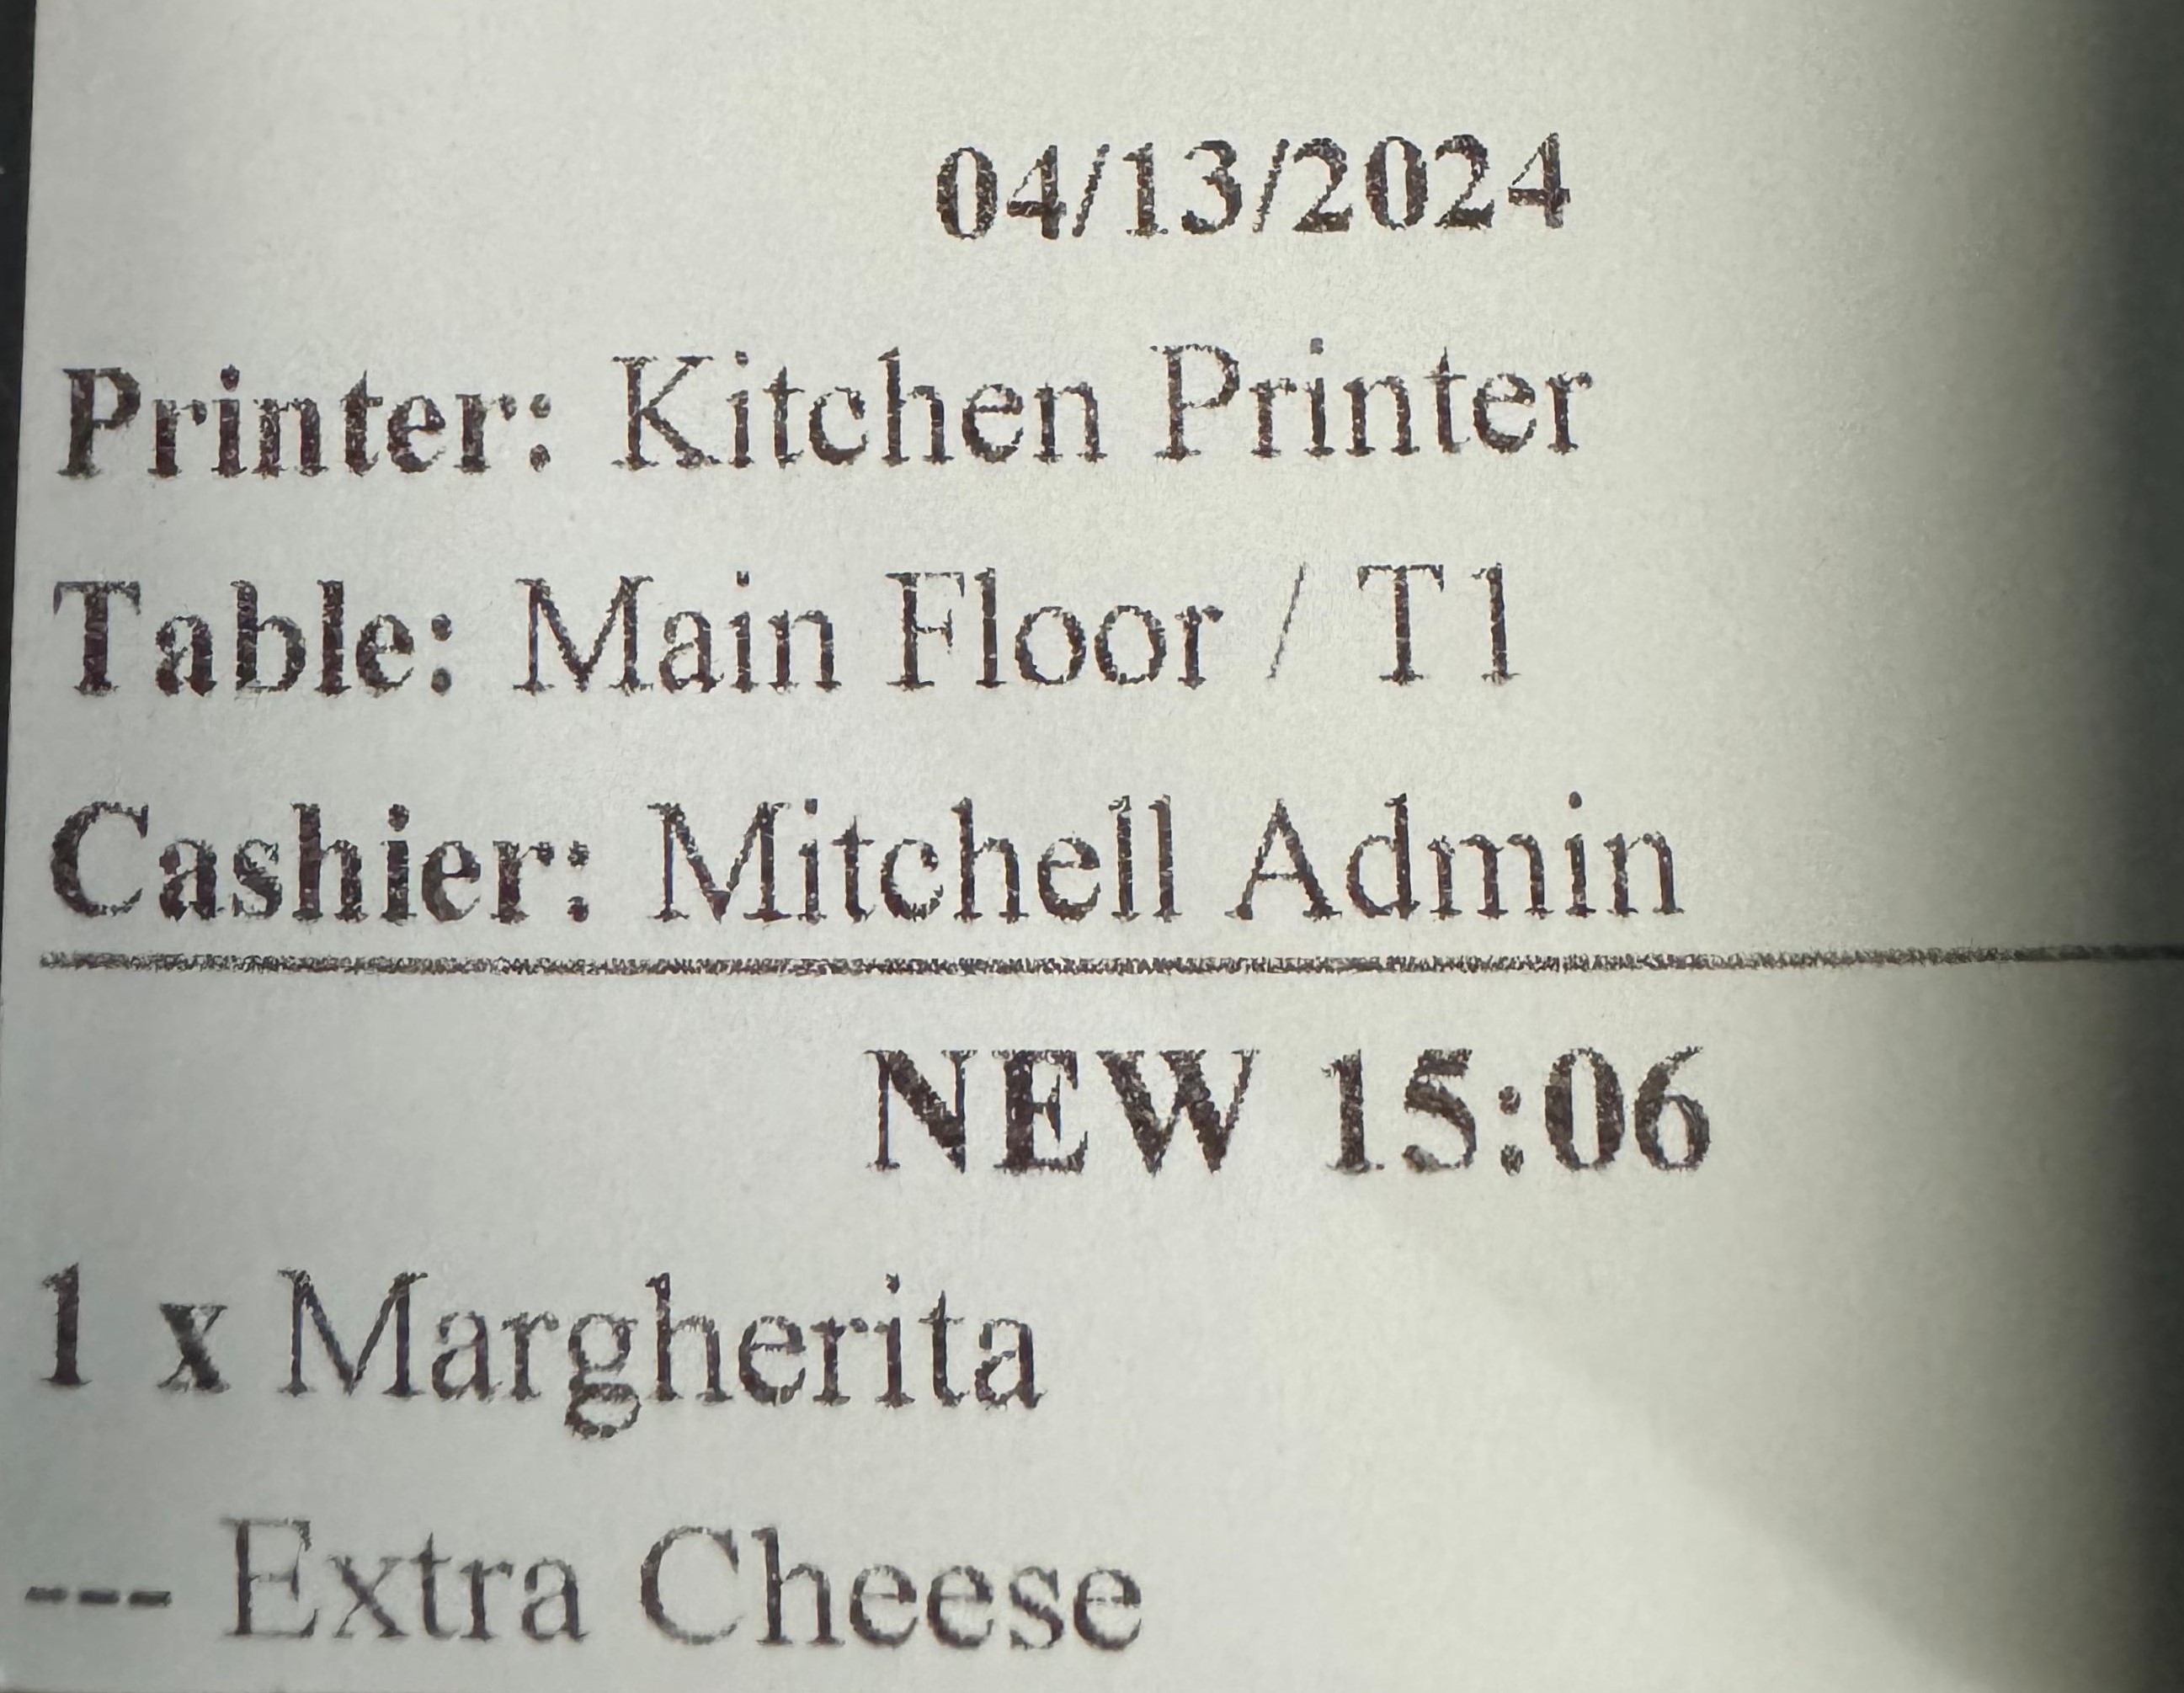 04/13/2024
Printer: Kitchen Printer
Table: Main Floor / T1
Cashier: Mitchell Admin
NEW 15:06
1 x Margherita
--- Extra Cheese